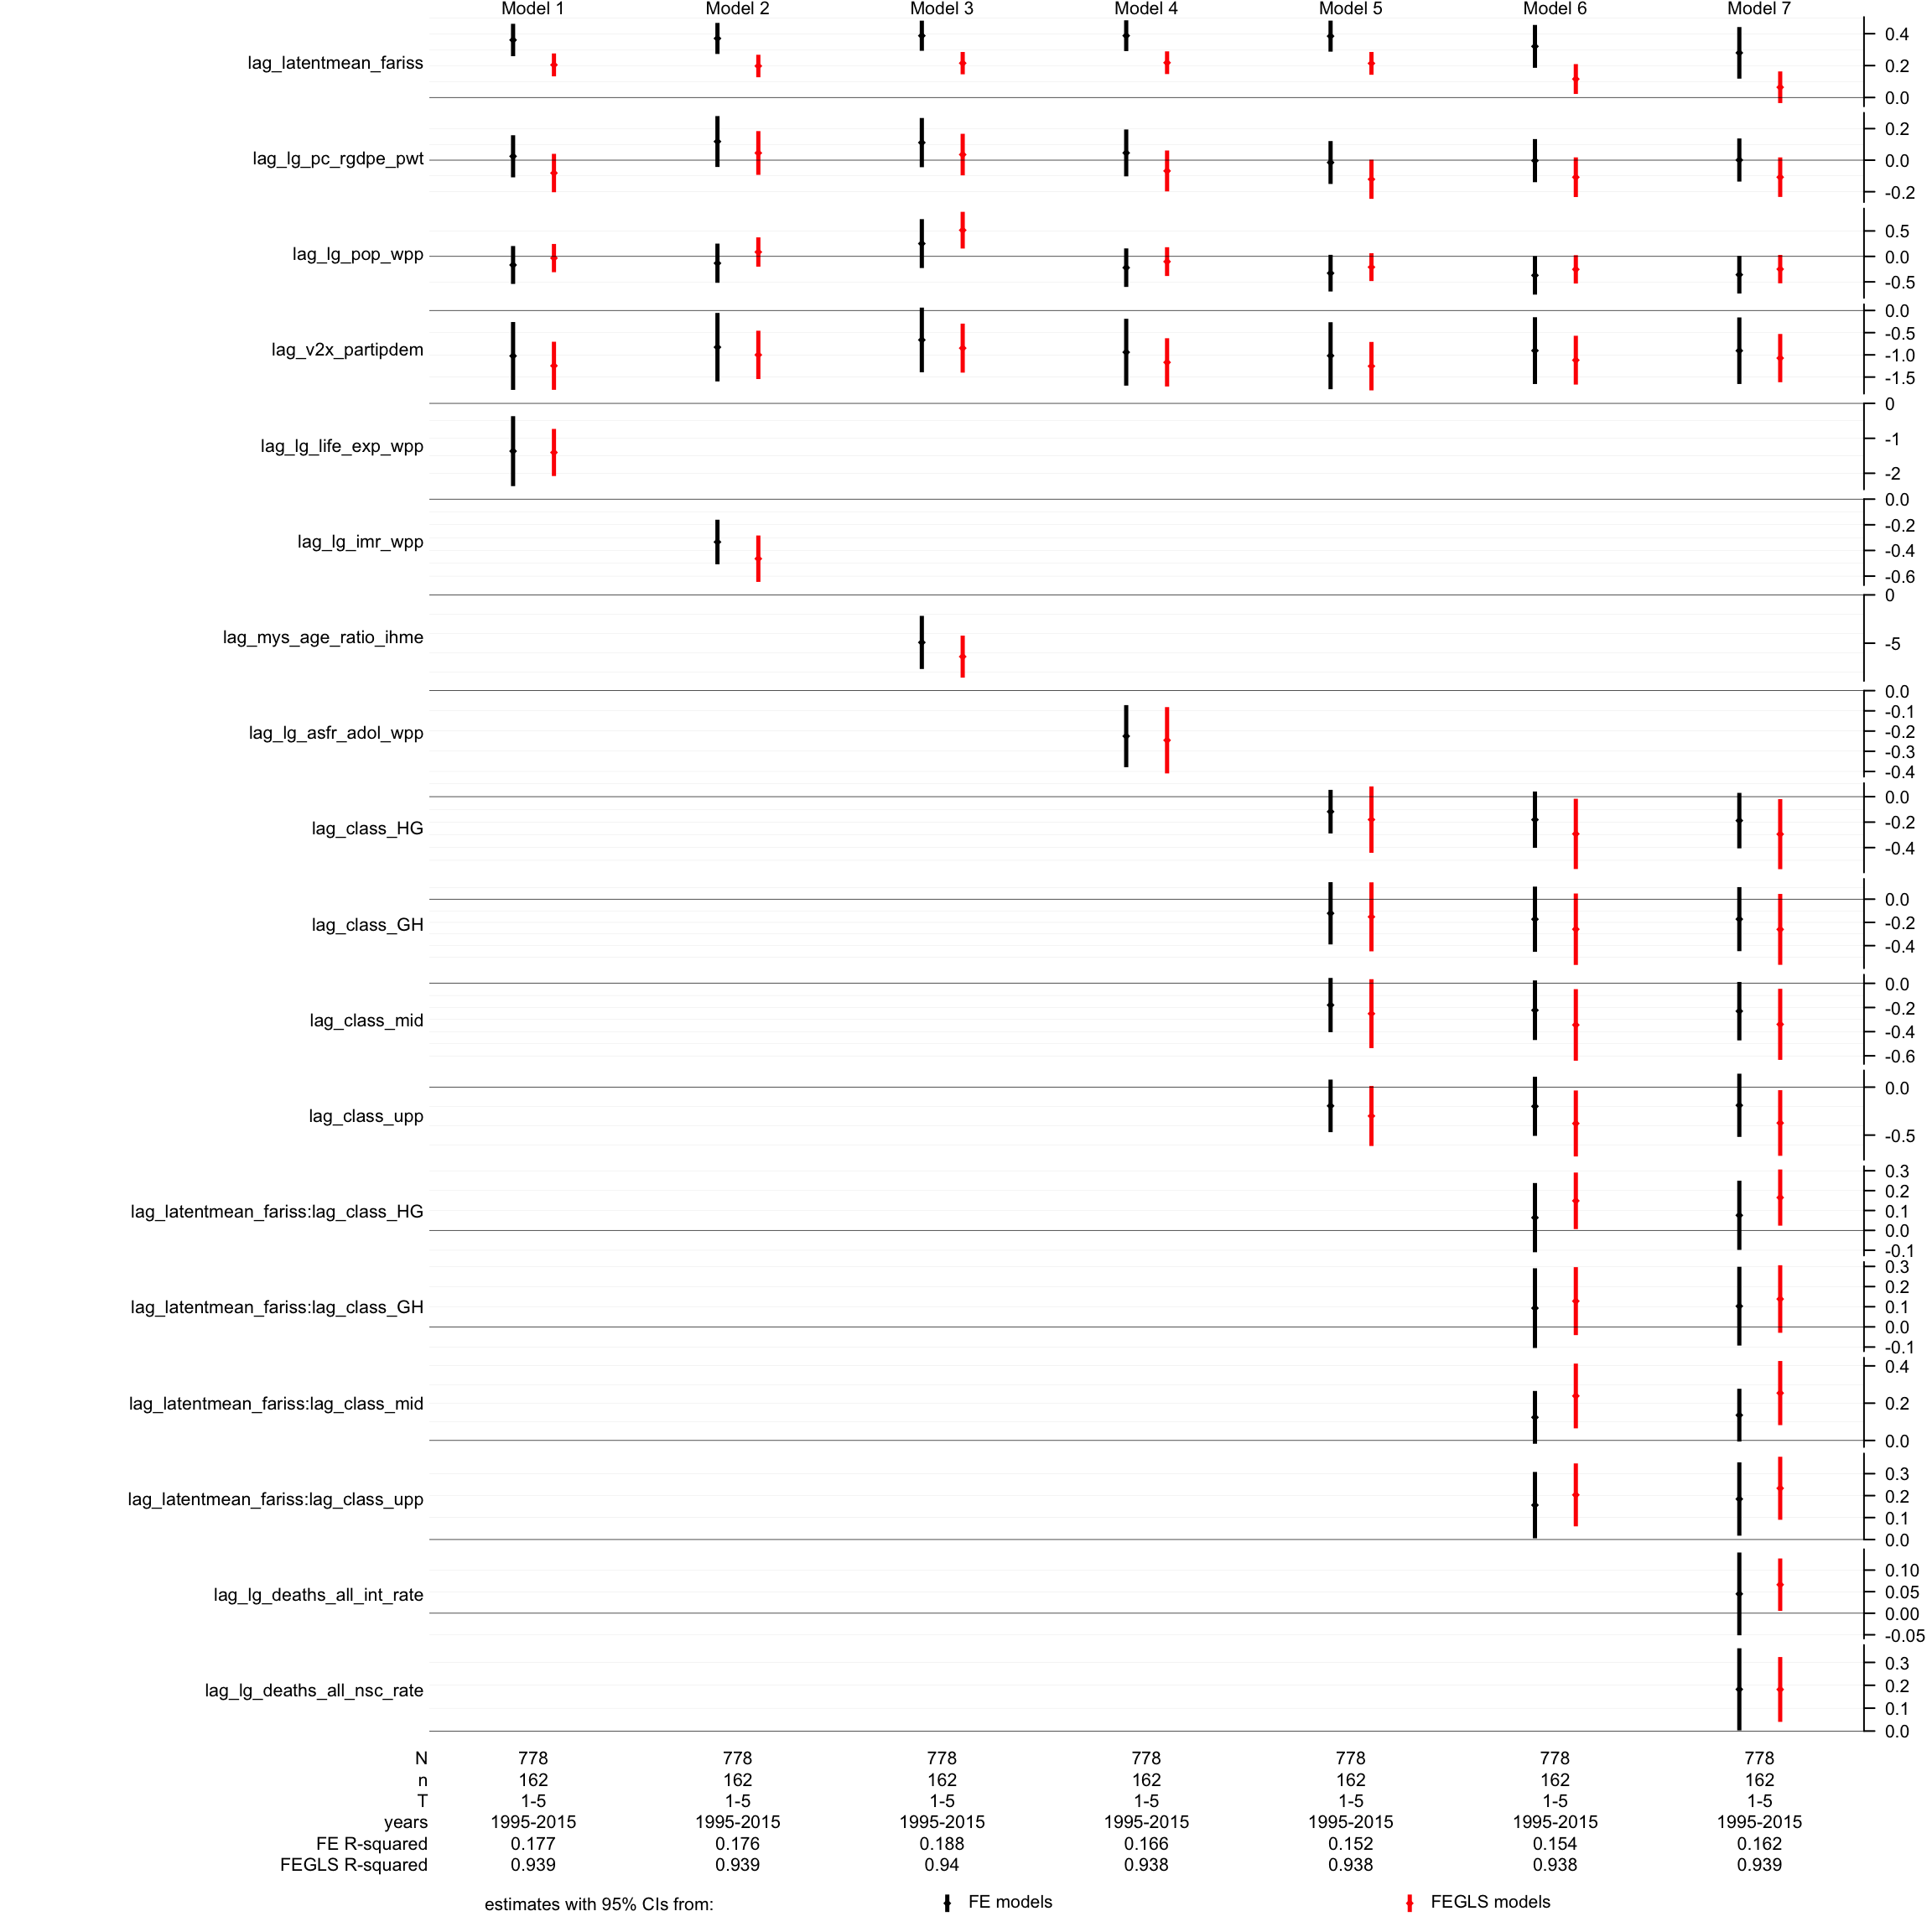 Model 1 Model 2 Model 3 Model 4 Model 5 Model 6 Model 7
lag_latentmean_fariss
0.4
0.2
0.0
lag_lg_pc_rgdpe_pwt
0.2
0.0
-0.2
lag_lg_pop_wpp
0.5
0.0
-0.5
lag_v2x_partipdem
0.0
-0.5
-1.0
-1.5
lag_lg_life_exp_wpp
0
-1
-2
lag_lg_imr_wpp
0.0
-0.2
-0.4
-0.6
lag_mys_age_ratio_ihme
0
-5
lag_lg_asfr_adol_wpp
0.0
-0.1
-0.2
-0.3
-0.4
lag_class_HG
0.0
-0.2
-0.4
lag_class_GH
0.0
-0.2
-0.4
lag_class_mid
0.0
-0.2
-0.4
-0.6
lag_class_upp
0.0
-0.5
lag_latentmean_fariss:lag_class_HG
0.3
0.2
0.1
0.0
-0.1
lag_latentmean_fariss:lag_class_GH
0.3
0.2
0.1
0.0
-0.1
lag_latentmean_fariss:lag_class_mid
0.4
0.2
0.0
lag_latentmean_fariss:lag_class_upp
0.3
0.2
0.1
0.0
lag_lg_deaths_all_int_rate
0.10
0.05
0.00
-0.05
lag_lg_deaths_all_nsc_rate
0.3
0.2
0.1
0.0
N 778 778 778 778 778 778 778
n 162 162 162 162 162 162 162
T 1-5 1-5 1-5 1-5 1-5 1-5 1-5
years 1995-2015 1995-2015 1995-2015 1995-2015 1995-2015 1995-2015 1995-2015
FE R-squared 0.177 0.176 0.188 0.166 0.152 0.154 0.162
FEGLS R-squared 0.939 0.939 0.94 0.938 0.938 0.938 0.939
estimates with 95% CIs from: FE models FEGLS models